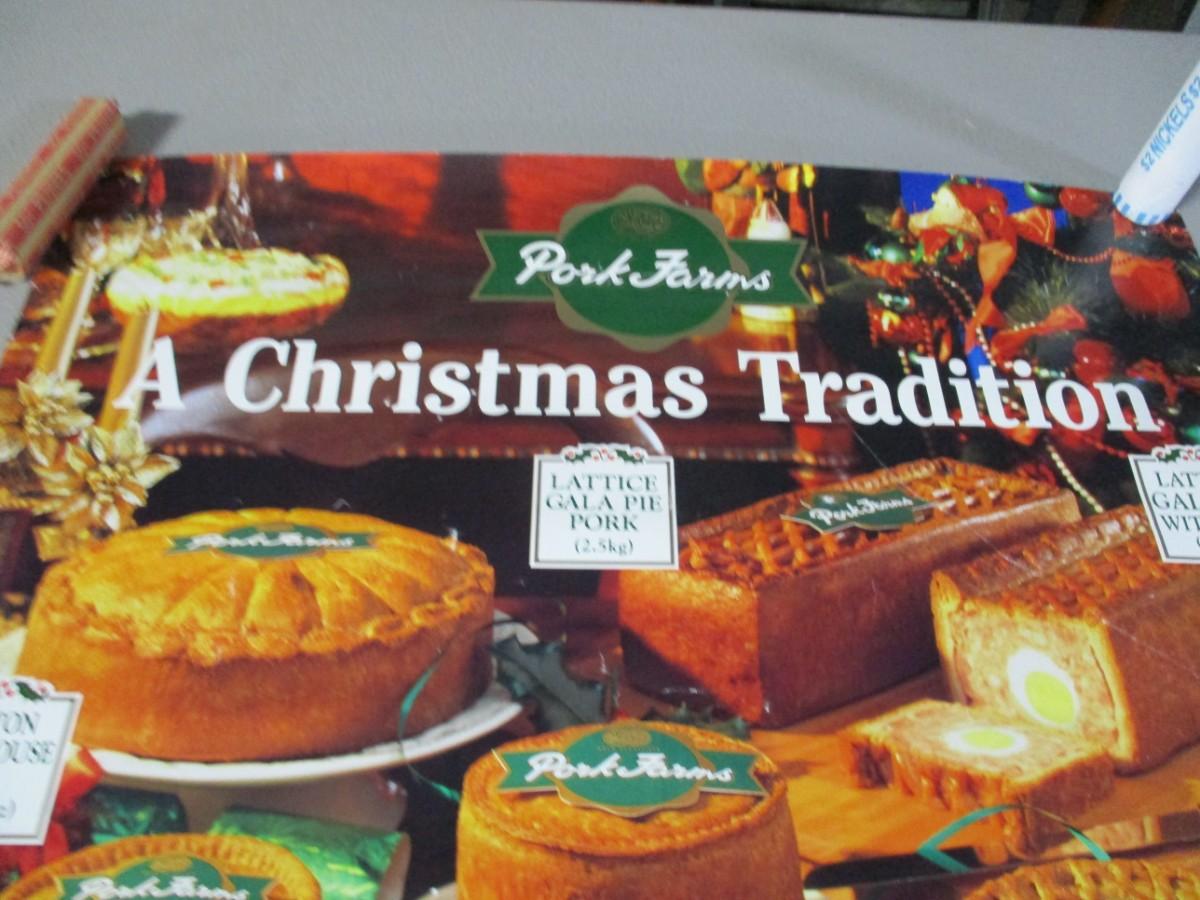 $2 NICKELS $2
Pork Farms
A Christmas Tradition
LATTICE
GALA PIE
PORK
(2.5kg)
Pork Farms
Pork Farms
Pork Farms
Pork Farms